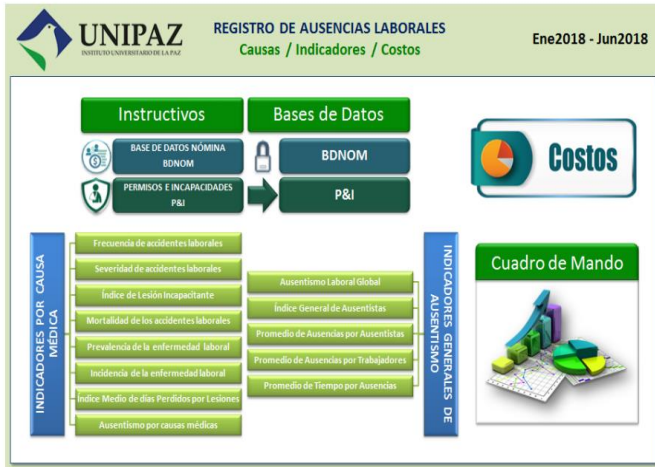 UNIPAZ
INSTITUTO UNIVERSITARIO DE LA PAZ
REGISTRO DE AUSENCIAS LABORALES
Causas / Indicadores / Costos
Ene2018 - Jun2018
Instructivos
Bases de Datos
BASE DE DATOS NÓMINA
BDNOM
BDNOM
PERMISOS E INCAPACIDADES
P&I
P&I
Costos
INDICADORES POR CAUSA
MÉDICA
Frecuencia de accidentes laborales
Severidad de accidentes laborales
Índice de Lesión Incapacitante
Mortalidad de los accidentes laborales
Prevalencia de la enfermedad laboral
Incidencia de la enfermedad laboral
Índice Medio de días Perdidos por Lesiones
Ausentismo por causas médicas
Ausentismo Laboral Global
Índice General de Ausentistas
Promedio de Ausencias por Ausentistas
Promedio de Ausencias por Trabajadores
Promedio de Tiempo por Ausencias
INDICADORES GENERALES DE
AUSENTISMO
Cuadro de Mando